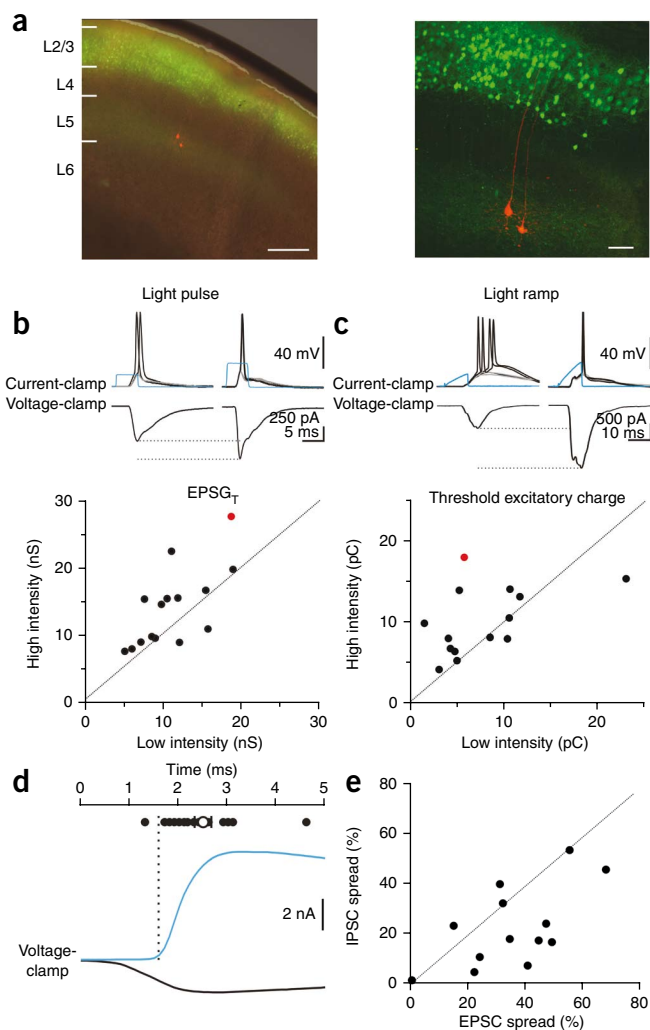 a
L2/3
L4
L5
L6
Light pulse
Light ramp
b
c
40 mV
40 mV
Current-clamp
Current-clamp
Voltage-clamp
Voltage-clamp
250 pA
5 ms
500 pA
10 ms
EPSG_T
Threshold excitatory charge
30
20
10
0
High intensity (nS)
0 10 20 30
Low intensity (nS)
20
10
0
High intensity (pC)
0 10 20
Low intensity (pC)
d
Time (ms)
0 1 2 3 4 5
2 nA
Voltage-
clamp
e
80
60
40
20
0
IPSC spread (%)
0 20 40 60 80
EPSC spread (%)